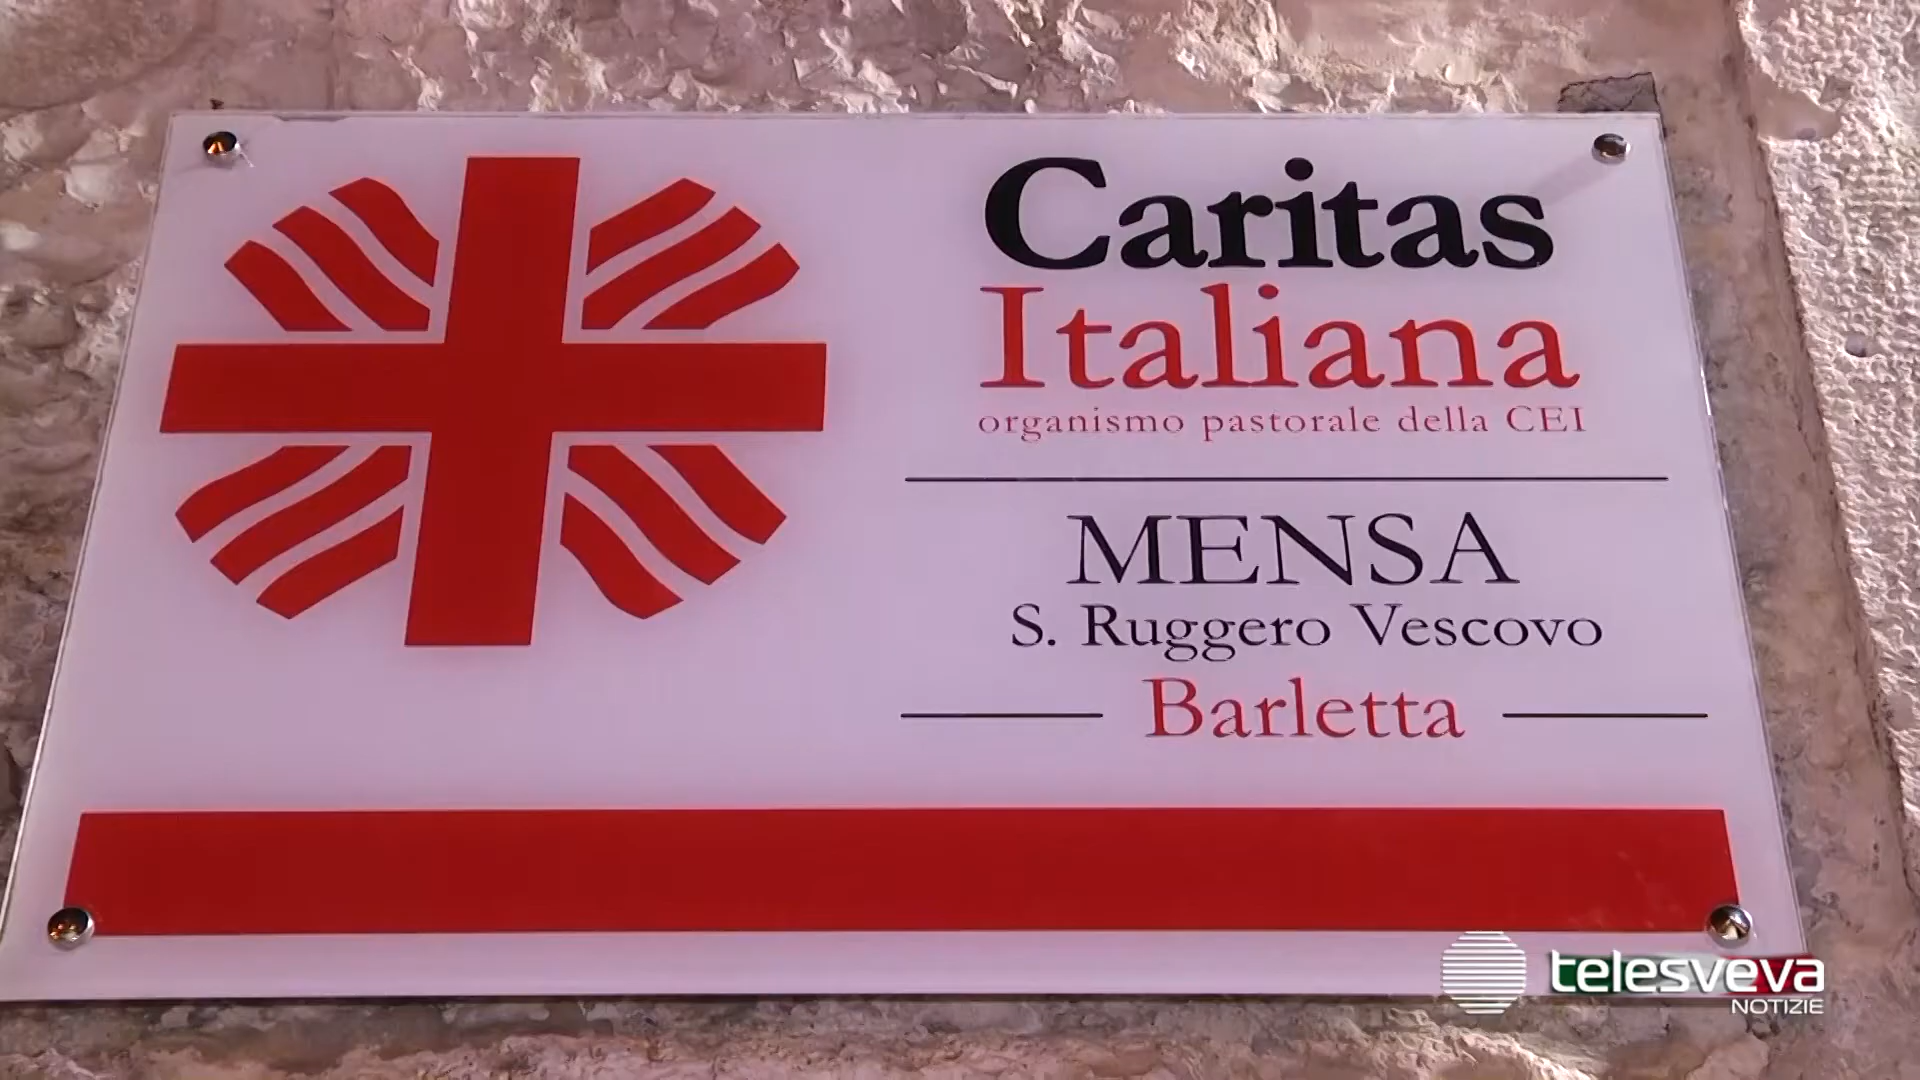 Caritas
Italiana
organismo pastorale della CEI
MENSA
S. Ruggero Vescovo
Barletta
telesveva
NOTIZIE